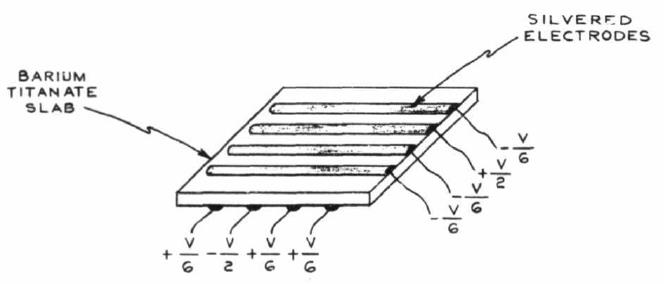 SILVERED
ELECTRODES
BARIUM
TITANATE
SLAB
-V/6
+V/2
-V/6
-V/6
+V/6 -V/2 +V/6 +V/6